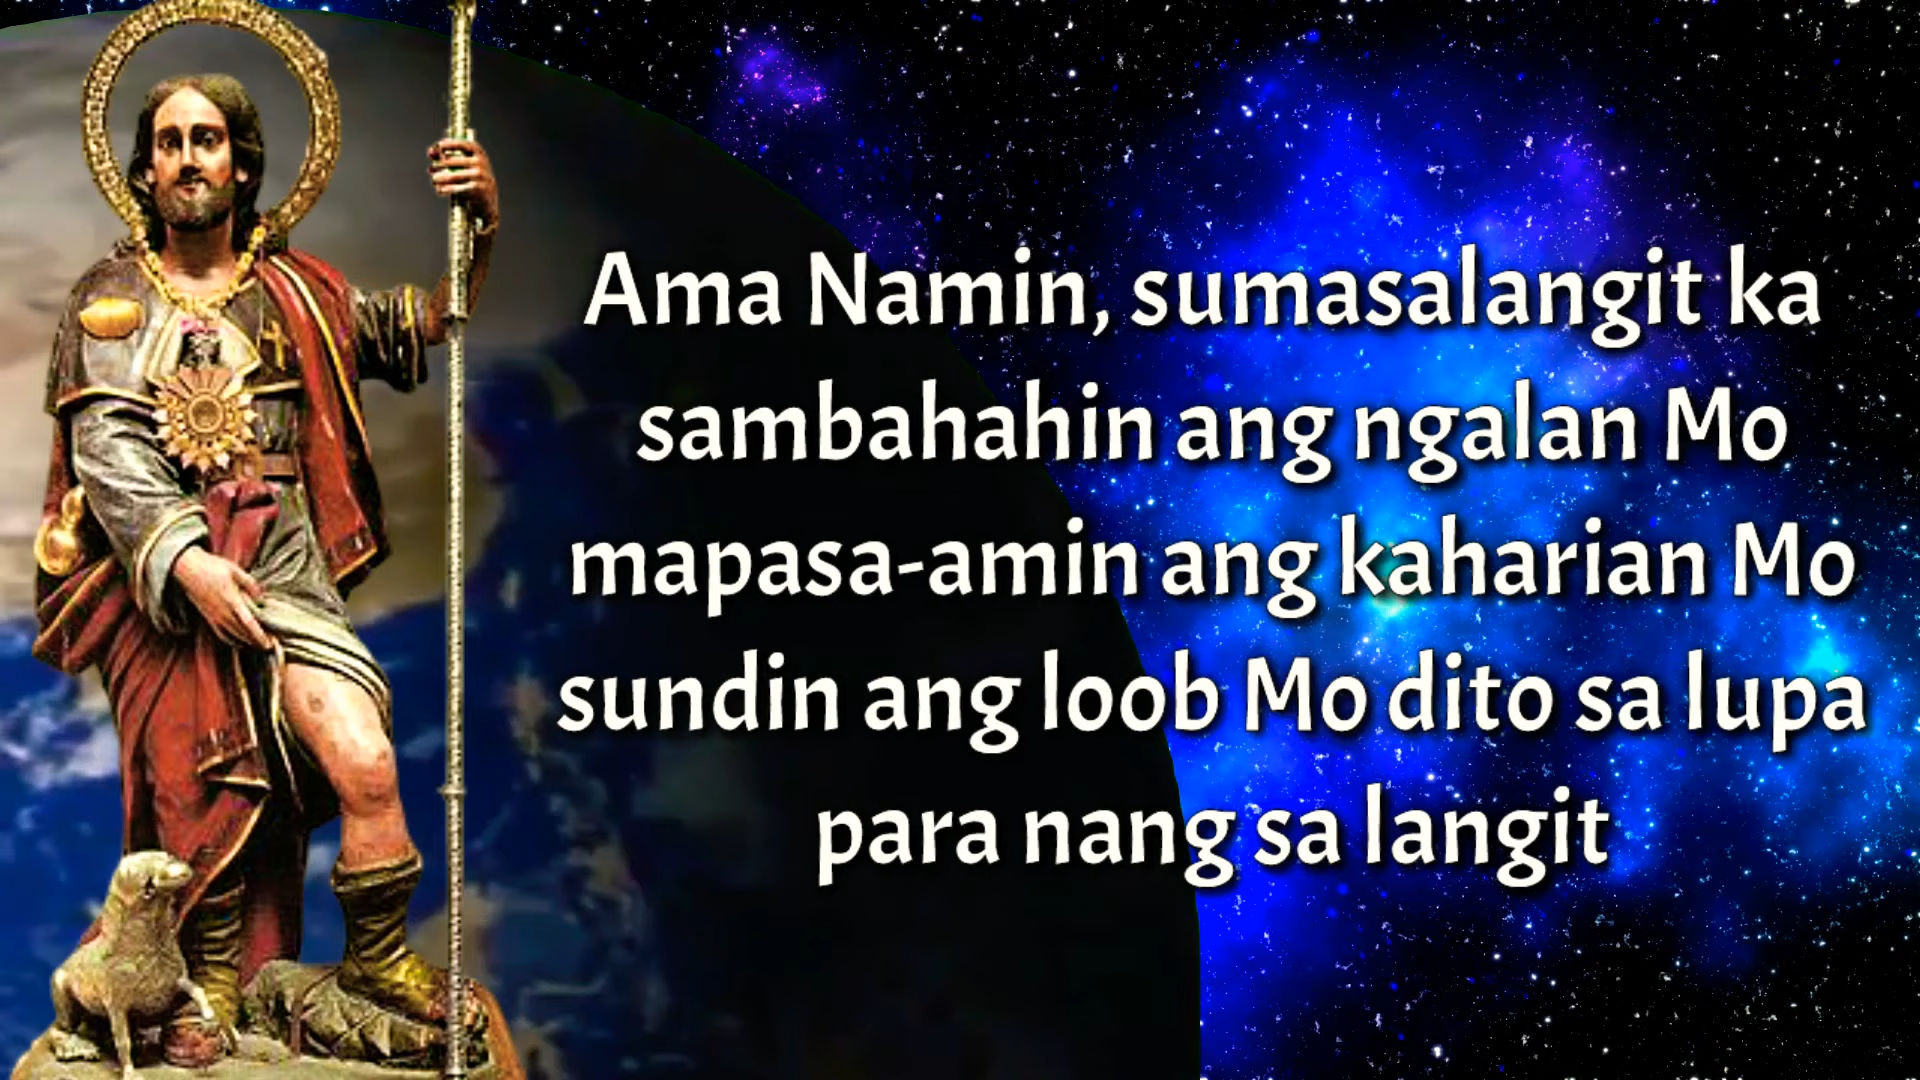 Ama Namin, sumasalangit ka
sambahahin ang ngalan Mo
mapasa-amin ang kaharian Mo
sundin ang loob Mo dito sa lupa
para nang sa langit